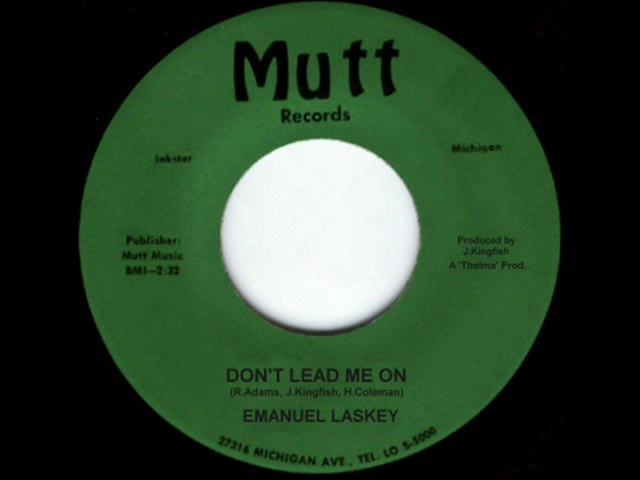 Mutt
Records
Inkster
Michigan
Publisher:
Mutt Music
BMI-2:32
Produced by
J.Kingfish
A 'Thelma' Prod.
DON'T LEAD ME ON
(R.Adams, J.Kingfish, H.Coleman)
EMANUEL LASKEY
27316 MICHIGAN AVE., TEL. LO 5-5000